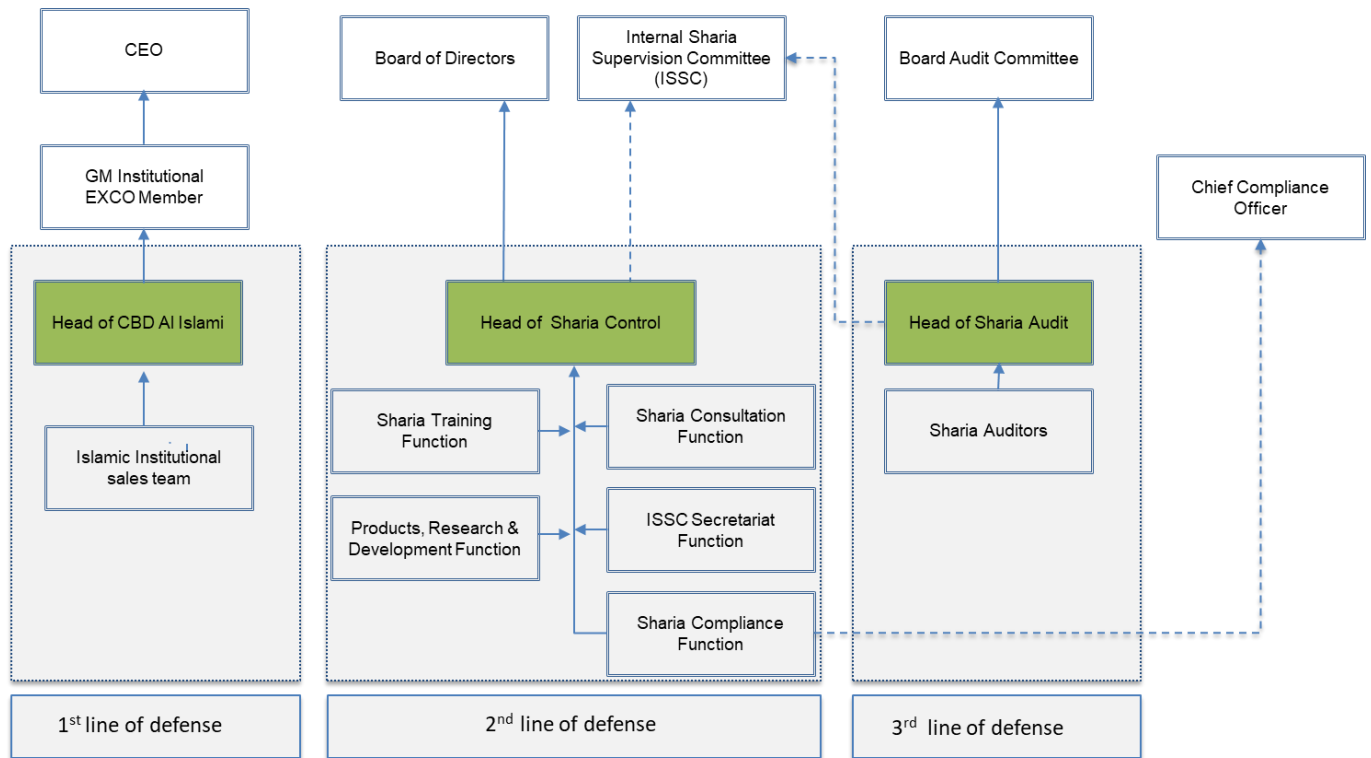 CEO
Board of Directors
Internal Sharia
Supervision Committee
(ISSC)
Board Audit Committee
GM Institutional
EXCO Member
Chief Compliance
Officer
Head of CBD Al Islami
Head of Sharia Control
Head of Sharia Audit
Islamic Institutional
sales team
Sharia Training
Function
Sharia Consultation
Function
Sharia Auditors
Products, Research &
Development Function
ISSC Secretariat
Function
Sharia Compliance
Function
1st line of defense
2nd line of defense
3rd line of defense